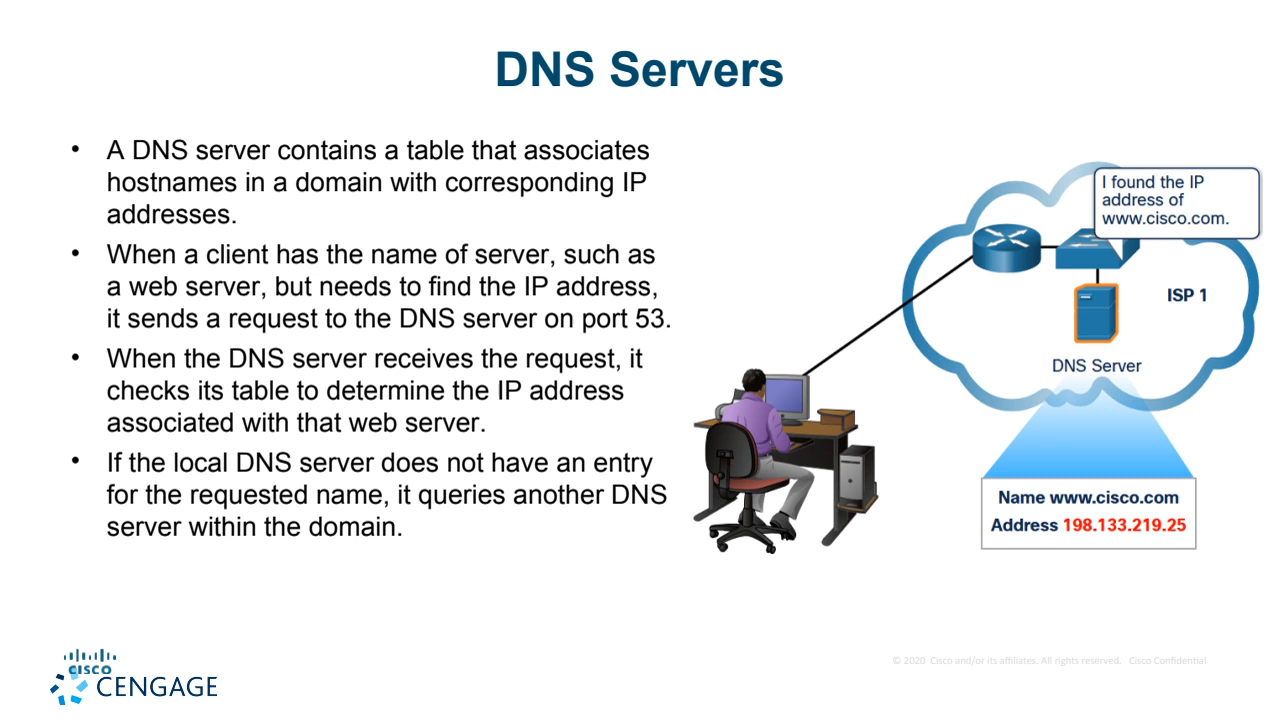 DNS Servers
• A DNS server contains a table that associates
hostnames in a domain with corresponding IP
addresses.
• When a client has the name of server, such as
a web server, but needs to find the IP address,
it sends a request to the DNS server on port 53.
• When the DNS server receives the request, it
checks its table to determine the IP address
associated with that web server.
• If the local DNS server does not have an entry
for the requested name, it queries another DNS
server within the domain.
I found the IP
address of
www.cisco.com.
ISP 1
DNS Server
Name www.cisco.com
Address 198.133.219.25
CISCO
CENGAGE
© 2020 Cisco and/or its affiliates. All rights reserved. Cisco Confidential